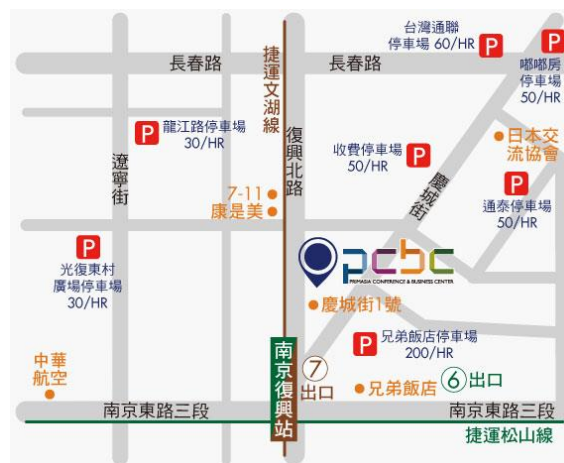 台灣通聯
停車場 60/HR
P
P
長春路
長春路
嘟嘟房
停車場
50/HR
捷運文湖線
P
龍江路停車場
30/HR
復興北路
收費停車場
50/HR
P
日本交
流協會
遼寧街
7-11
康是美
慶城街
P
通泰停車場
50/HR
P
光復東村
廣場停車場
30/HR
pcbc
PRIMASIA CONFERENCE & BUSINESS CENTER
慶城街1號
P
兄弟飯店停車場
200/HR
中華
航空
南京復興站
7
出口
兄弟飯店
6 出口
南京東路三段
南京東路三段
捷運松山線